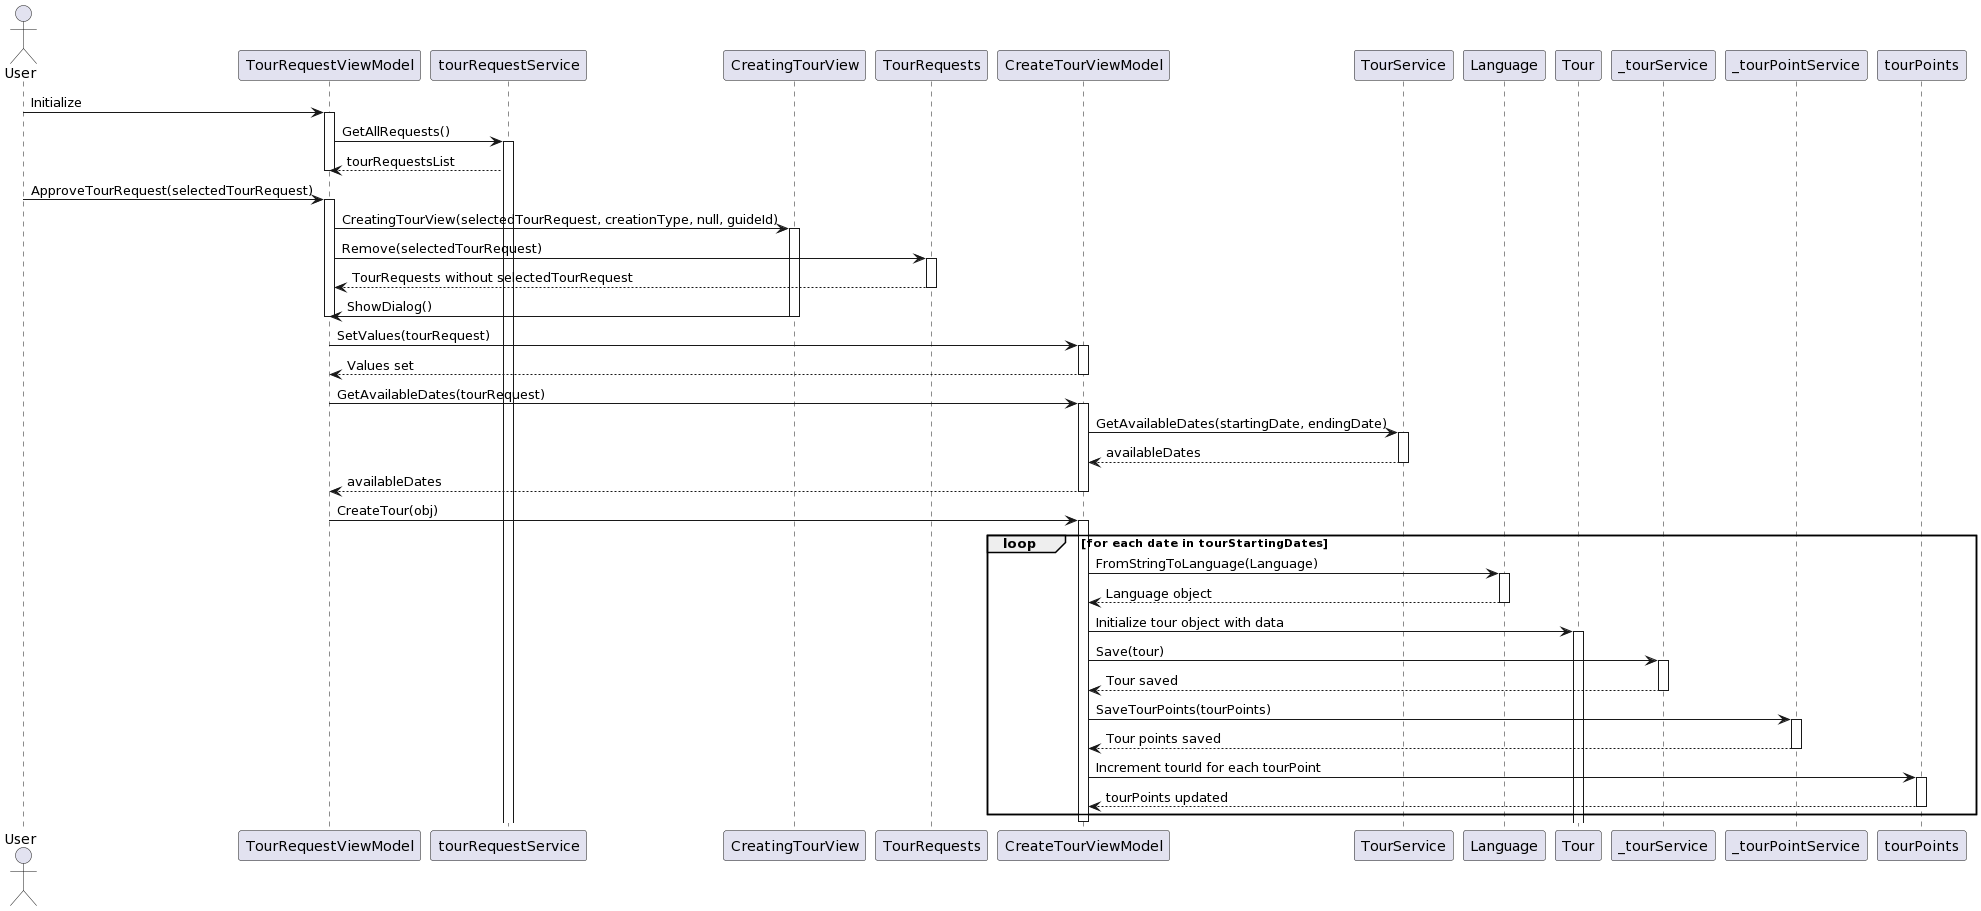 User
TourRequestViewModel
tourRequestService
CreatingTourView
TourRequests
CreateTourViewModel
TourService
Language
Tour
_tourService
_tourPointService
tourPoints
Initialize
GetAllRequests()
tourRequestsList
ApproveTourRequest(selectedTourRequest)
CreatingTourView(selectedTourRequest, creationType, null, guideId)
Remove(selectedTourRequest)
TourRequests without selectedTourRequest
ShowDialog()
SetValues(tourRequest)
Values set
GetAvailableDates(tourRequest)
GetAvailableDates(startingDate, endingDate)
availableDates
availableDates
CreateTour(obj)
loop [for each date in tourStartingDates]
FromStringToLanguage(Language)
Language object
Initialize tour object with data
Save(tour)
Tour saved
SaveTourPoints(tourPoints)
Tour points saved
Increment tourId for each tourPoint
tourPoints updated
User
TourRequestViewModel
tourRequestService
CreatingTourView
TourRequests
CreateTourViewModel
TourService
Language
Tour
_tourService
_tourPointService
tourPoints